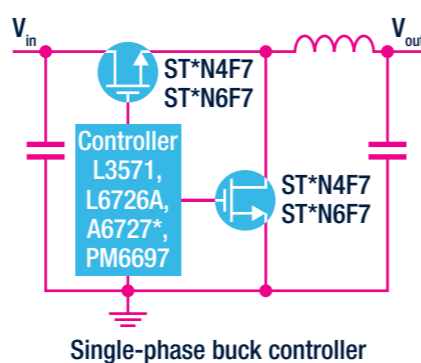 Vin
Vout
ST*N4F7
ST*N6F7
Controller
L3571,
L6726A,
A6727*,
PM6697
ST*N4F7
ST*N6F7
Single-phase buck controller